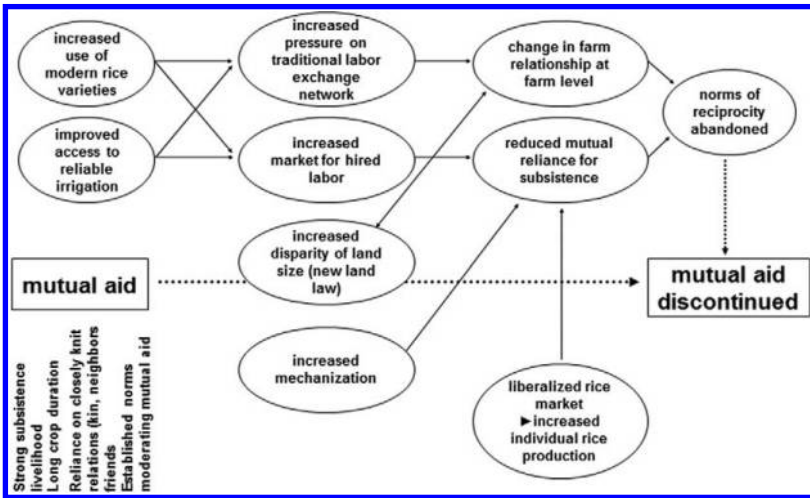 increased
use of
modern rice
varieties
increased
pressure on
traditional labor
exchange
network
change in farm
relationship at
farm level
norms of
reciprocity
abandoned
improved
access to
reliable
irrigation
increased
market for hired
labor
reduced mutual
reliance for
subsistence
increased
disparity of land
size (new land
law)
mutual aid
mutual aid
discontinued
increased
mechanization
liberalized rice
market
►increased
individual rice
production
Strong subsistence
livelihood
Long crop duration
Reliance on closely knit
relations (kin, neighbors
friends
Established norms
moderating mutual aid